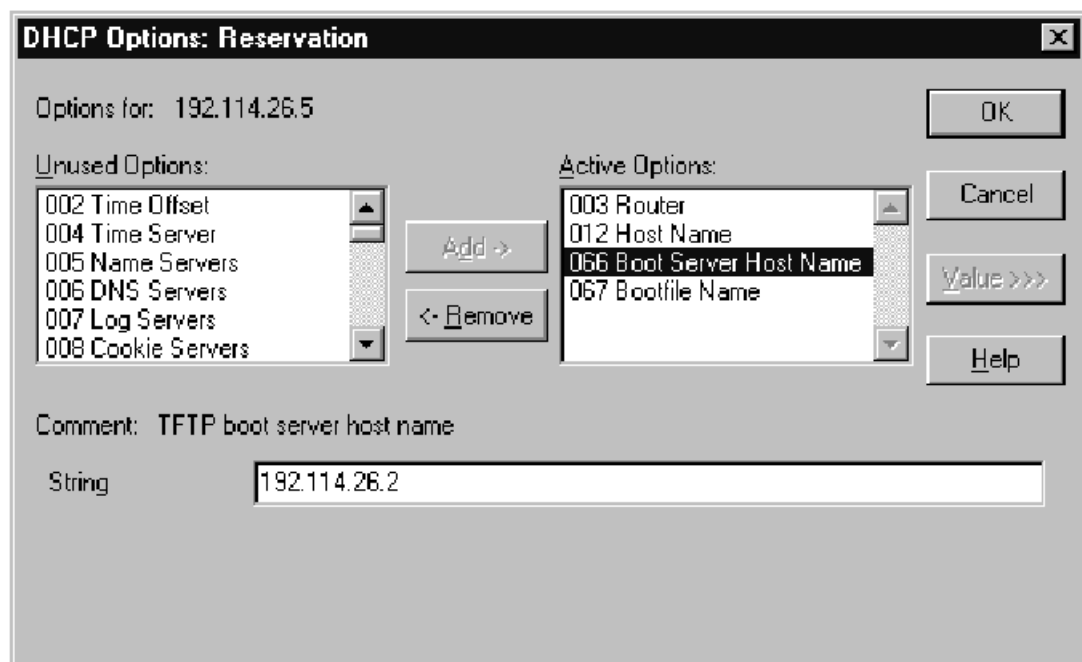 DHCP Options: Reservation
Options for: 192.114.26.5
OK
Unused Options:
Active Options:
002 Time Offset
004 Time Server
005 Name Servers
006 DNS Servers
007 Log Servers
008 Cookie Servers
Add ->
<- Remove
003 Router
012 Host Name
066 Boot Server Host Name
067 Bootfile Name
Cancel
Value >>>
Help
Comment: TFTP boot server host name
String
192.114.26.2